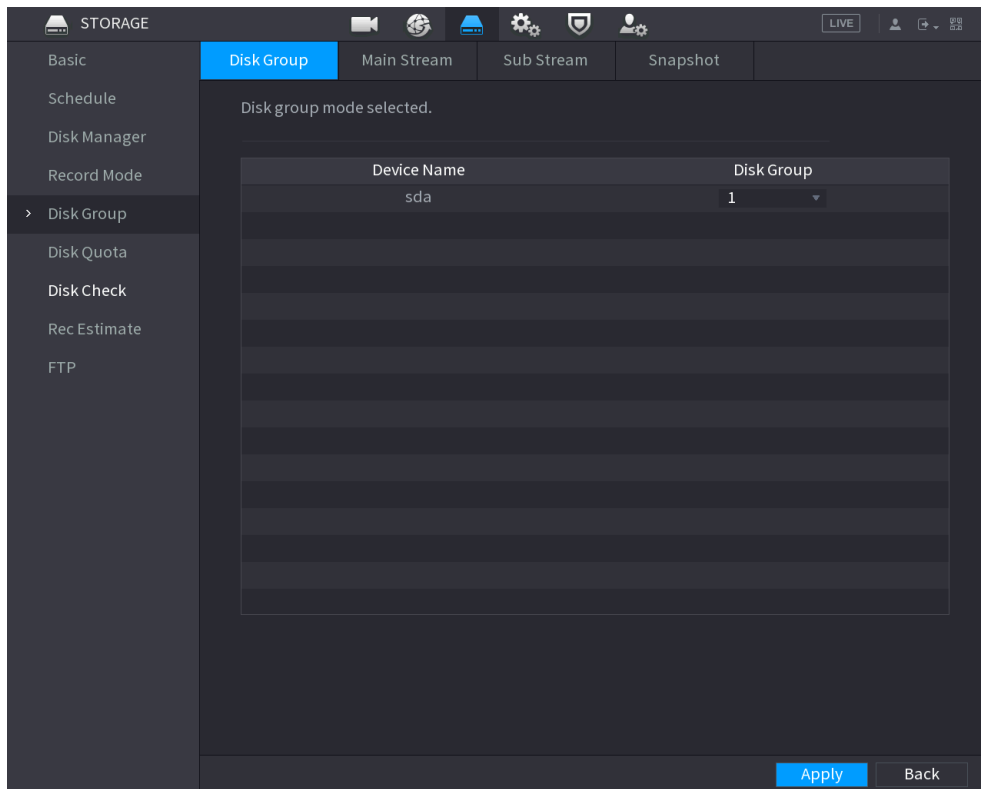 STORAGE
LIVE
Basic
Schedule
Disk Manager
Record Mode
Disk Group
Disk Quota
Disk Check
Rec Estimate
FTP
Disk Group Main Stream Sub Stream Snapshot
Disk group mode selected.
Device Name Disk Group
sda 1
Apply Back